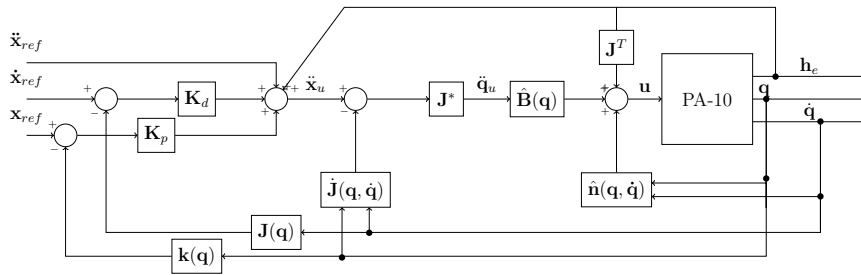 ẍ_ref
ẋ_ref
x_ref
+
−
+
−
K_d
K_p
+
+
+
+
ẍ_u
+
−
J*
q̈_u
B̂(q)
+
+
+
J^T
u
PA-10
h_e
q
q̇
J̇(q, q̇)
n̂(q, q̇)
J(q)
k(q)